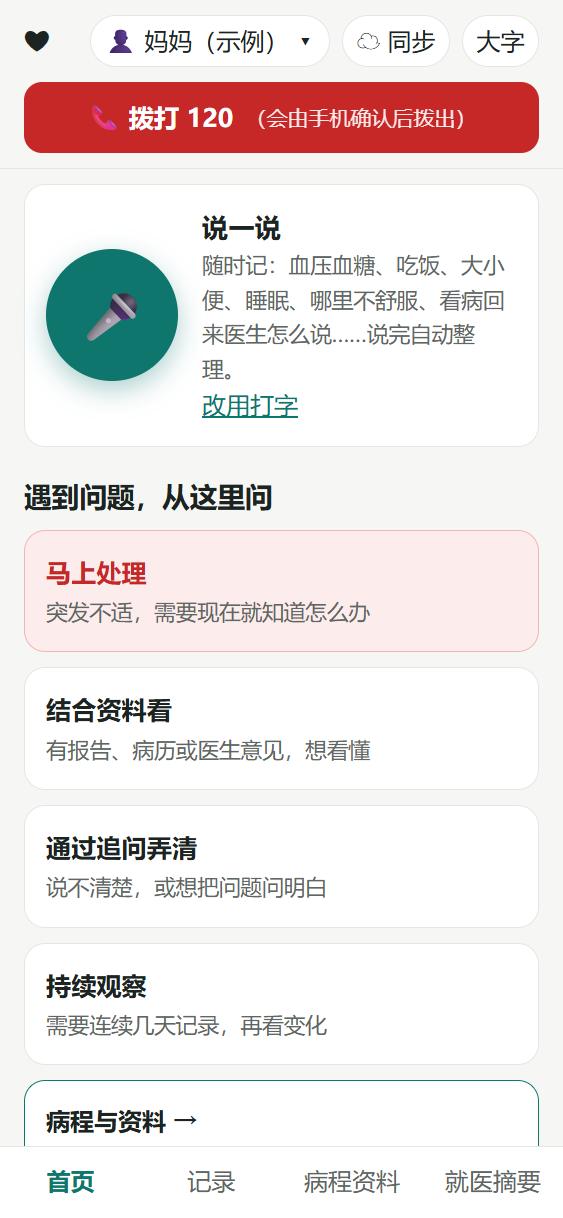 妈妈（示例） ▼
同步
大字
拨打 120 （会由手机确认后拨出）
说一说
随时记：血压血糖、吃饭、大小
便、睡眠、哪里不舒服、看病回
来医生怎么说……说完自动整
理。
改用打字
遇到问题，从这里问
马上处理
突发不适，需要现在就知道怎么办
结合资料看
有报告、病历或医生意见，想看懂
通过追问弄清
说不清楚，或想把问题问明白
持续观察
需要连续几天记录，再看变化
病程与资料 →
首页
记录
病程资料
就医摘要